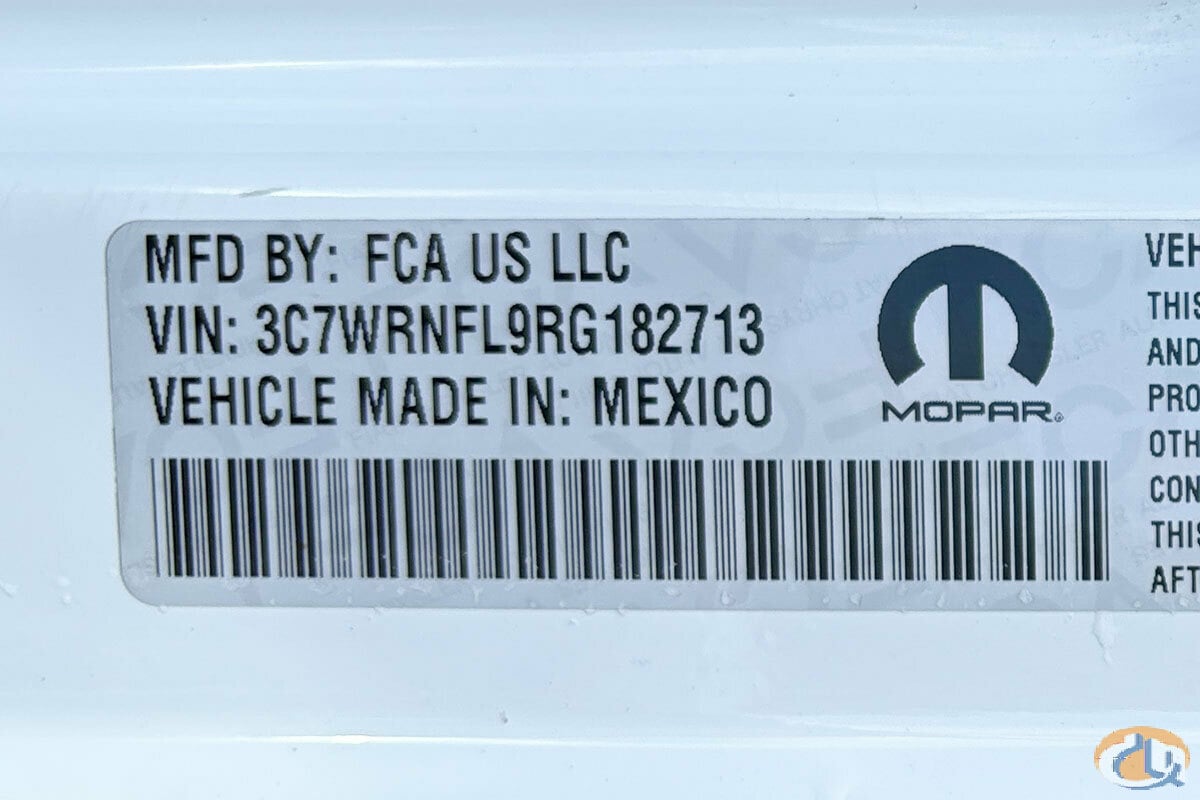 MFD BY: FCA US LLC
VIN: 3C7WRNFL9RG182713
VEHICLE MADE IN: MEXICO
MOPAR®
VEH
THIS
AND
PRO
OTH
CON
THIS
AFT